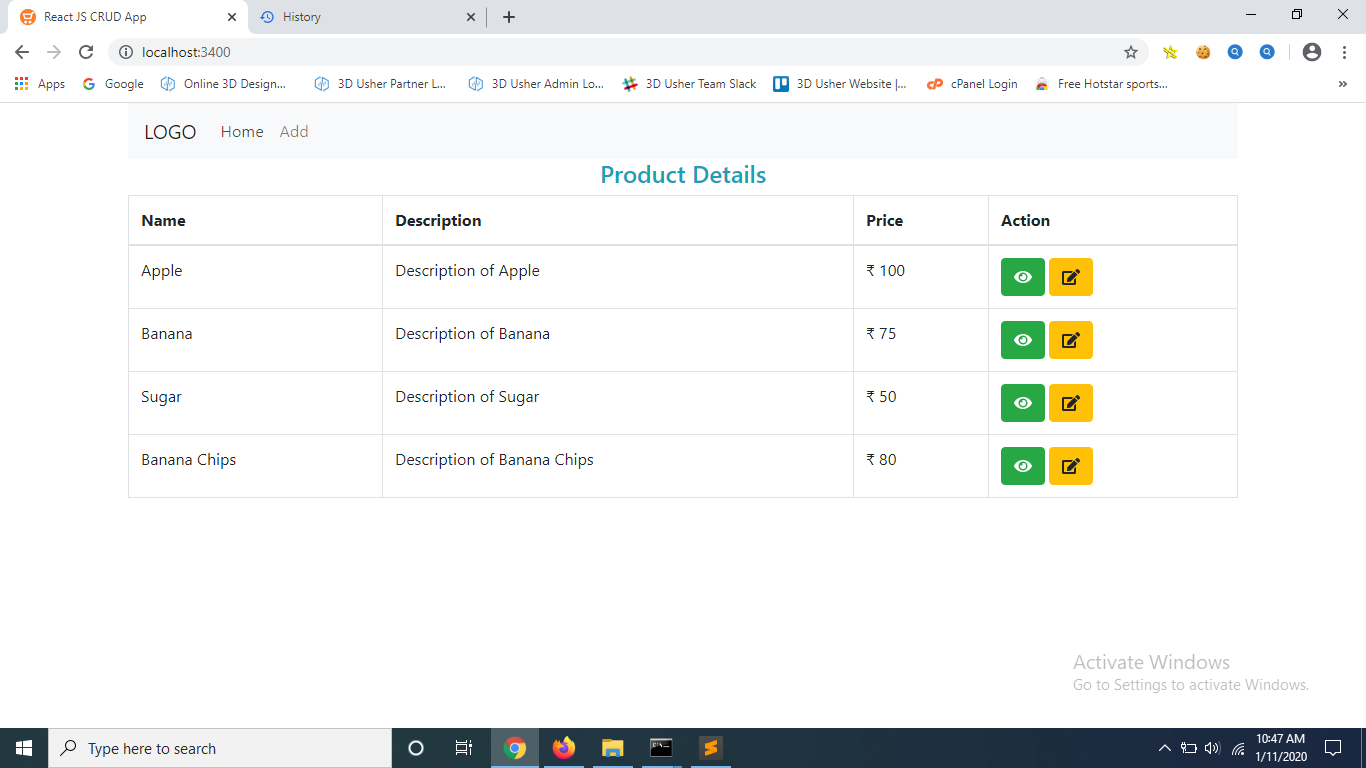 React JS CRUD App
History
localhost:3400
Apps
Google
Online 3D Design...
3D Usher Partner L...
3D Usher Admin Lo...
3D Usher Team Slack
3D Usher Website |...
cPanel Login
Free Hotstar sports...
LOGO Home Add
Product Details
Name Description Price Action
Apple Description of Apple ₹ 100
Banana Description of Banana ₹ 75
Sugar Description of Sugar ₹ 50
Banana Chips Description of Banana Chips ₹ 80
Activate Windows
Go to Settings to activate Windows.
Type here to search
10:47 AM
1/11/2020